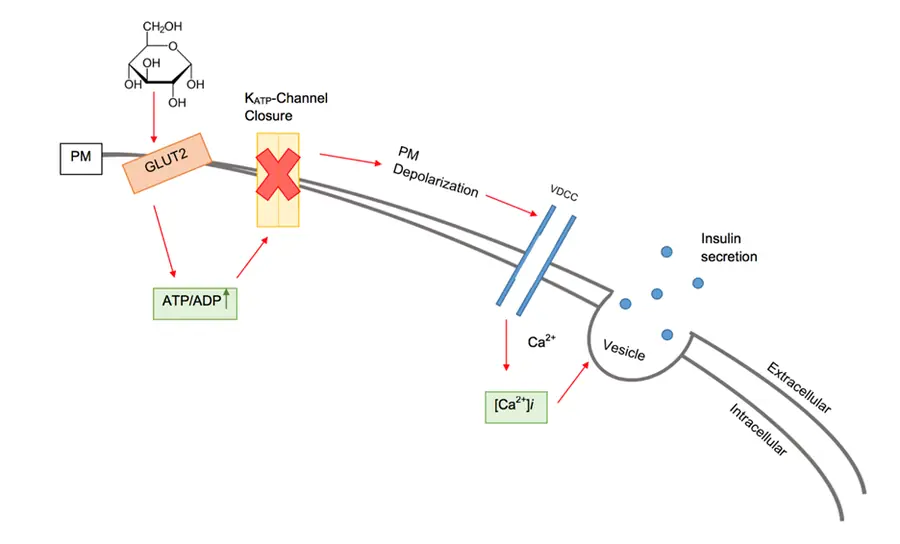 CH₂OH
O
OH
OH
OH
OH
K_ATP-Channel
Closure
PM
GLUT2
PM
Depolarization
VDCC
Insulin
secretion
ATP/ADP↑
Ca²⁺
Vesicle
[Ca²⁺]i
Extracellular
Intracellular